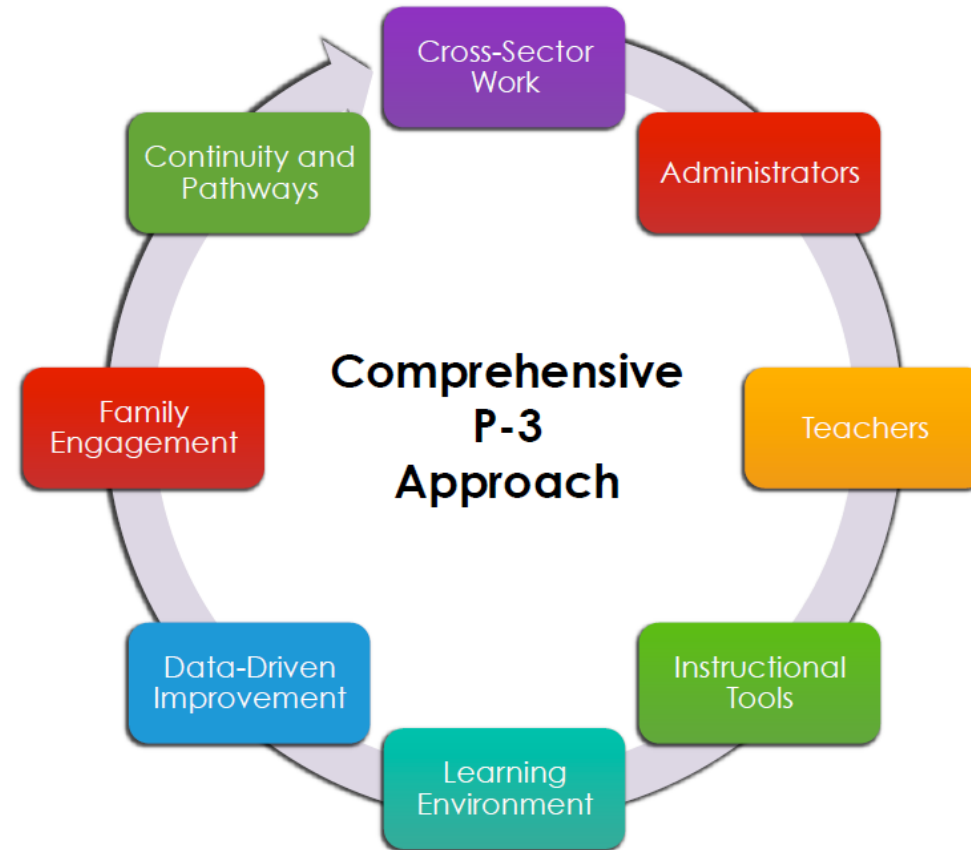 Cross-Sector
Work
Administrators
Teachers
Instructional
Tools
Learning
Environment
Data-Driven
Improvement
Family
Engagement
Continuity and
Pathways
Comprehensive
P-3
Approach